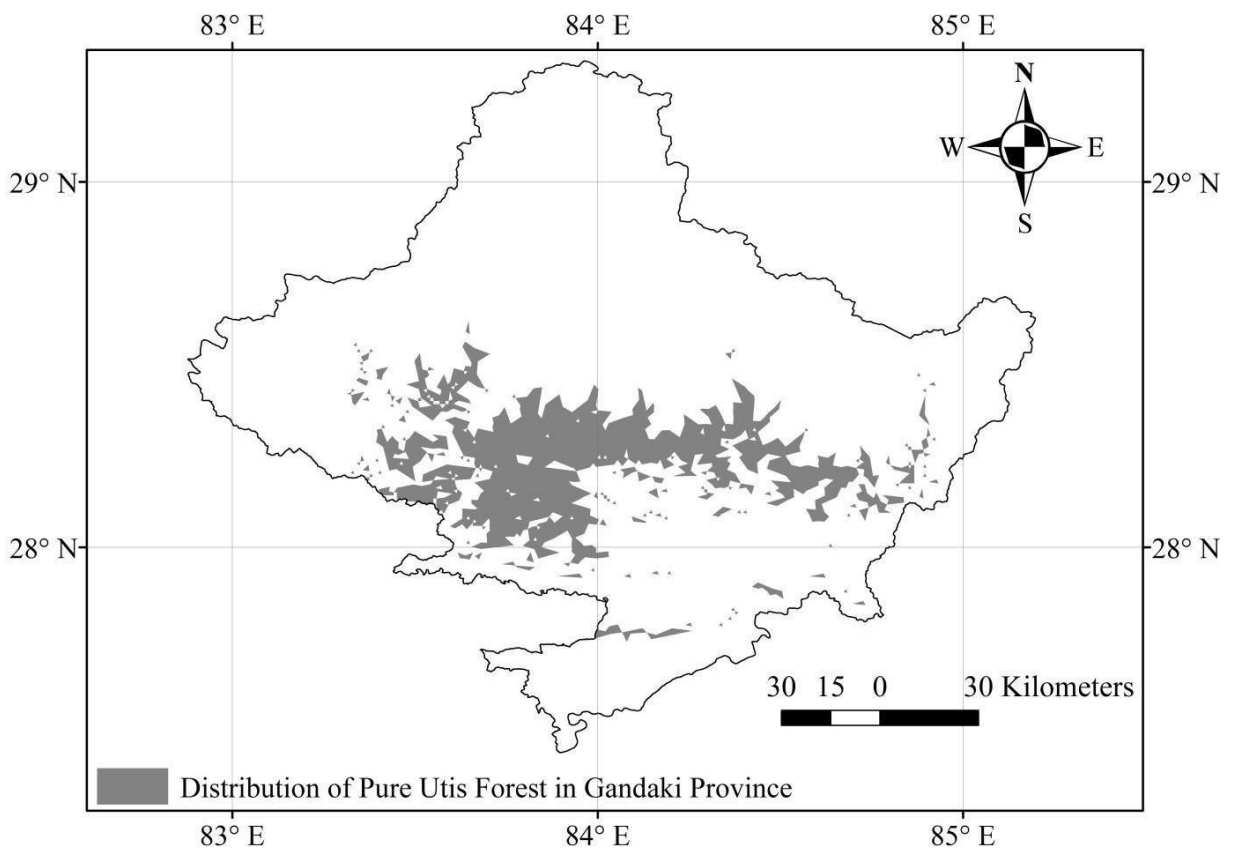 83° E 84° E 85° E
N
W E
S
29° N 29° N
28° N 28° N
30 15 0 30 Kilometers
Distribution of Pure Utis Forest in Gandaki Province
83° E 84° E 85° E